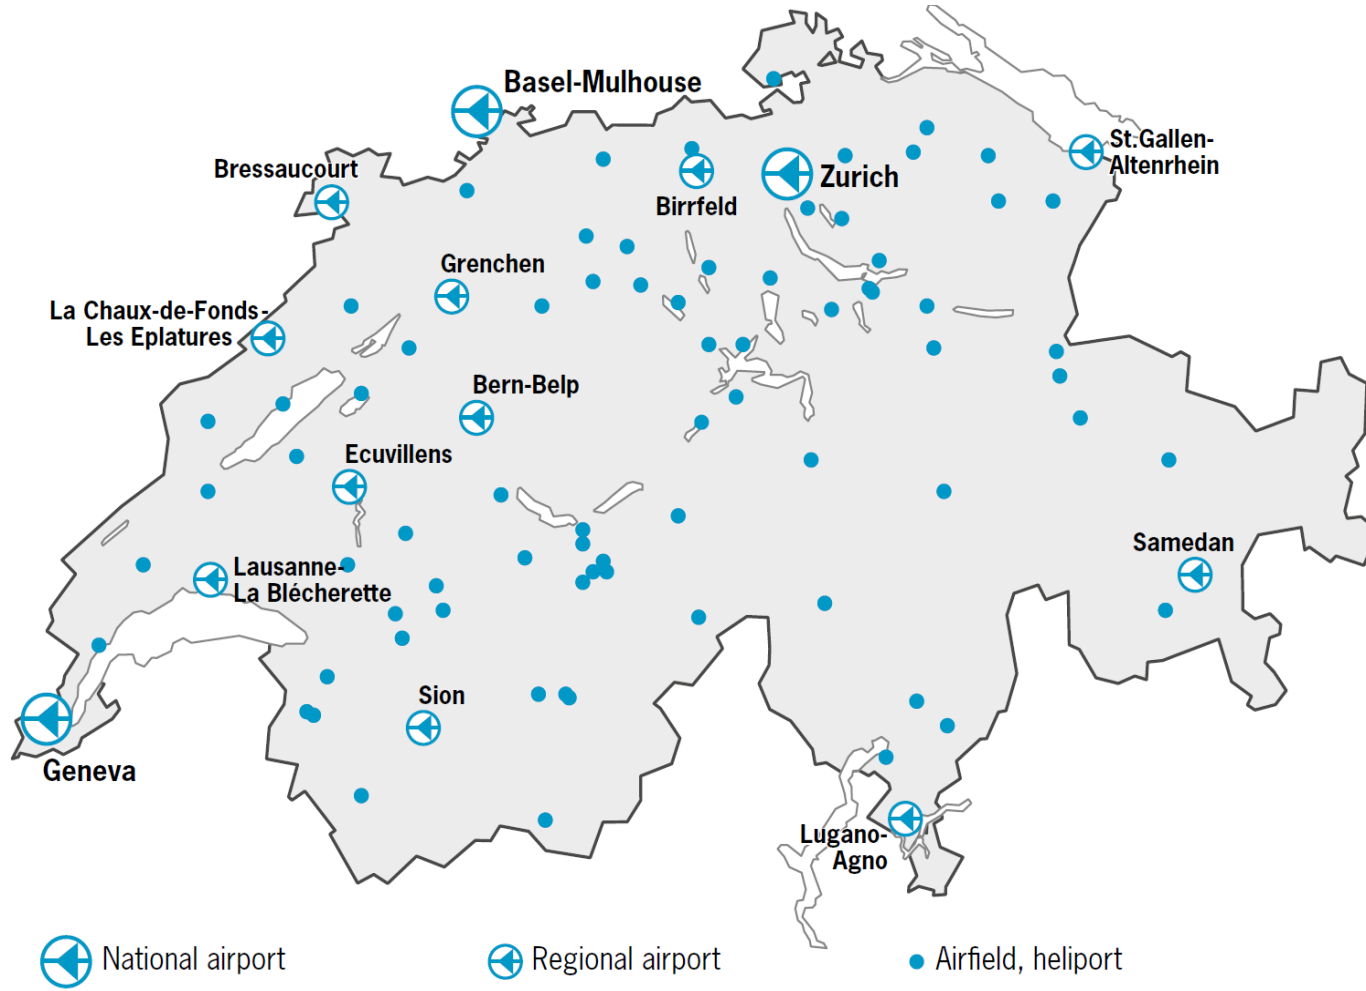 Basel-Mulhouse
St.Gallen-
Altenrhein
Bressaucourt
Zurich
Birrfeld
Grenchen
La Chaux-de-Fonds-
Les Eplatures
Bern-Belp
Ecuvillens
Samedan
Lausanne-
La Blécherette
Sion
Geneva
Lugano-
Agno
National airport
Regional airport
Airfield, heliport